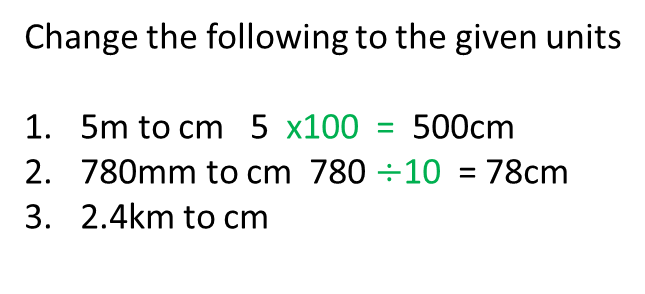 Change the following to the given units
1. 5m to cm 5 x100 = 500cm
2. 780mm to cm 780 ÷10 = 78cm
3. 2.4km to cm